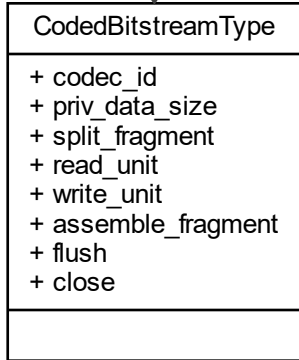 CodedBitstreamType
+ codec_id
+ priv_data_size
+ split_fragment
+ read_unit
+ write_unit
+ assemble_fragment
+ flush
+ close